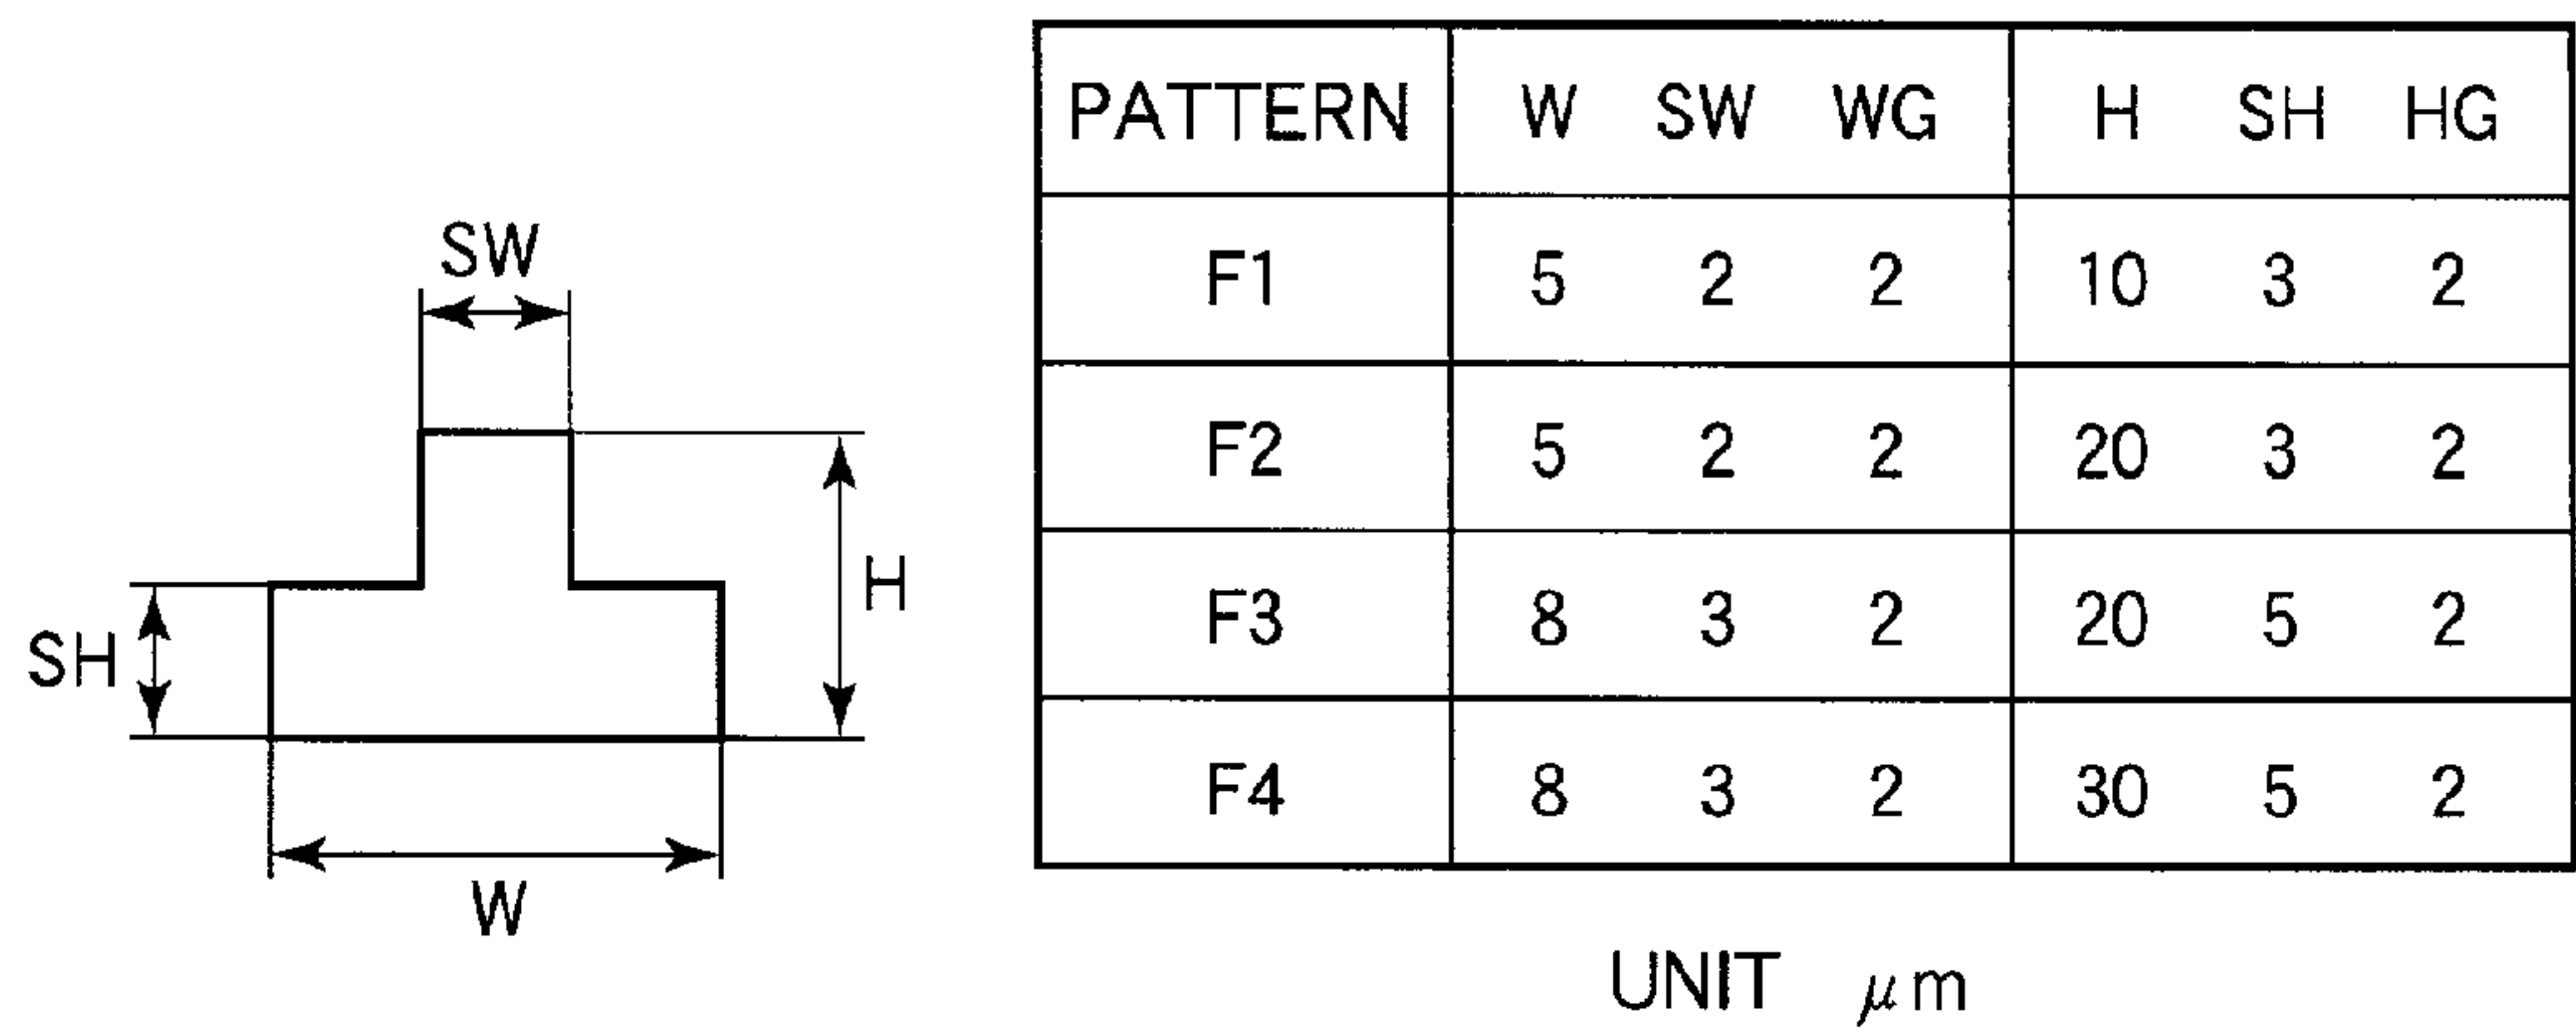 SW
SH
H
W
PATTERN W SW WG H SH HG
F1 5 2 2 10 3 2
F2 5 2 2 20 3 2
F3 8 3 2 20 5 2
F4 8 3 2 30 5 2
UNIT μm